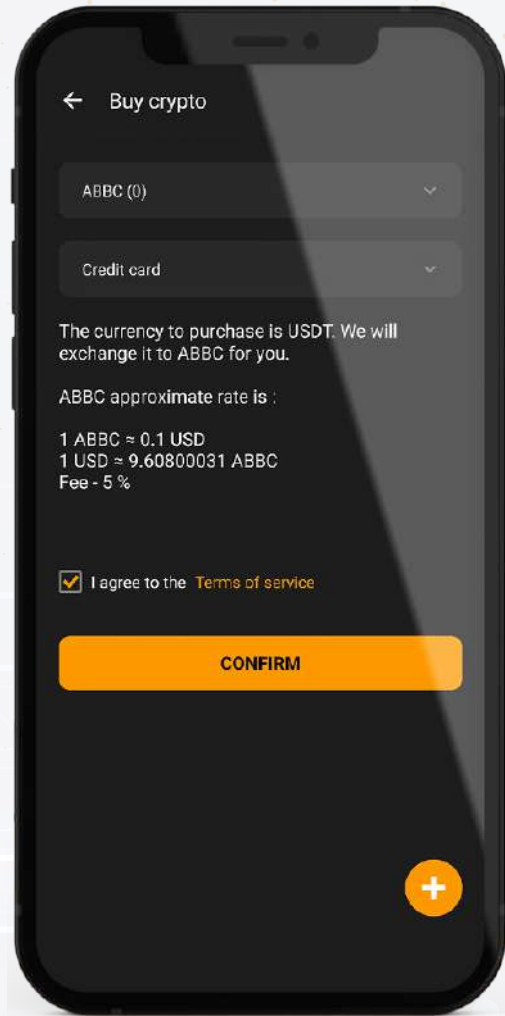 Buy crypto
ABBC (0)
Credit card
The currency to purchase is USDT. We will
exchange it to ABBC for you.
ABBC approximate rate is :
1 ABBC ≈ 0.1 USD
1 USD ≈ 9.60800031 ABBC
Fee - 5 %
I agree to the Terms of service
CONFIRM